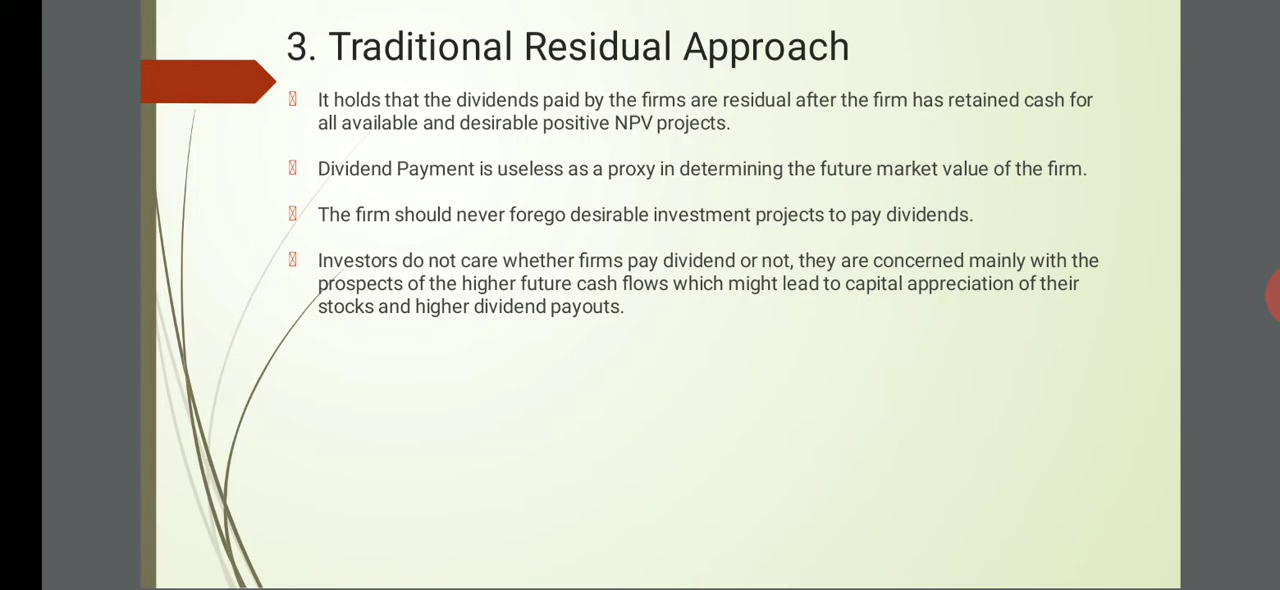 3. Traditional Residual Approach
It holds that the dividends paid by the firms are residual after the firm has retained cash for
all available and desirable positive NPV projects.
Dividend Payment is useless as a proxy in determining the future market value of the firm.
The firm should never forego desirable investment projects to pay dividends.
Investors do not care whether firms pay dividend or not, they are concerned mainly with the
prospects of the higher future cash flows which might lead to capital appreciation of their
stocks and higher dividend payouts.